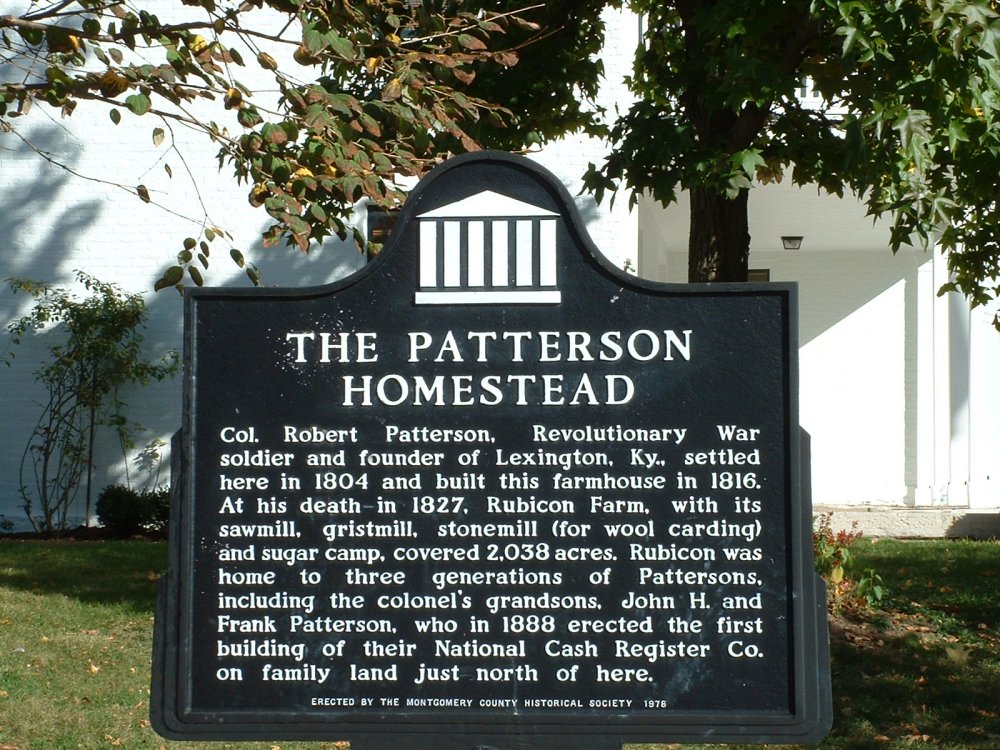 THE PATTERSON
HOMESTEAD
Col. Robert Patterson, Revolutionary War
soldier and founder of Lexington, Ky., settled
here in 1804 and built this farmhouse in 1816.
At his death in 1827, Rubicon Farm, with its
sawmill, gristmill, stonemill (for wool carding)
and sugar camp, covered 2,038 acres. Rubicon was
home to three generations of Pattersons,
including the colonel's grandsons, John H. and
Frank Patterson, who in 1888 erected the first
building of their National Cash Register Co.
on family land just north of here.
ERECTED BY THE MONTGOMERY COUNTY HISTORICAL SOCIETY 1978